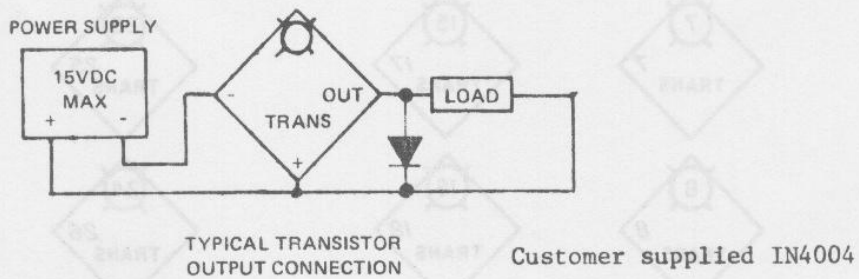 POWER SUPPLY
15VDC
MAX
+ -
-
OUT
TRANS
+
LOAD
TYPICAL TRANSISTOR
OUTPUT CONNECTION
Customer supplied IN4004